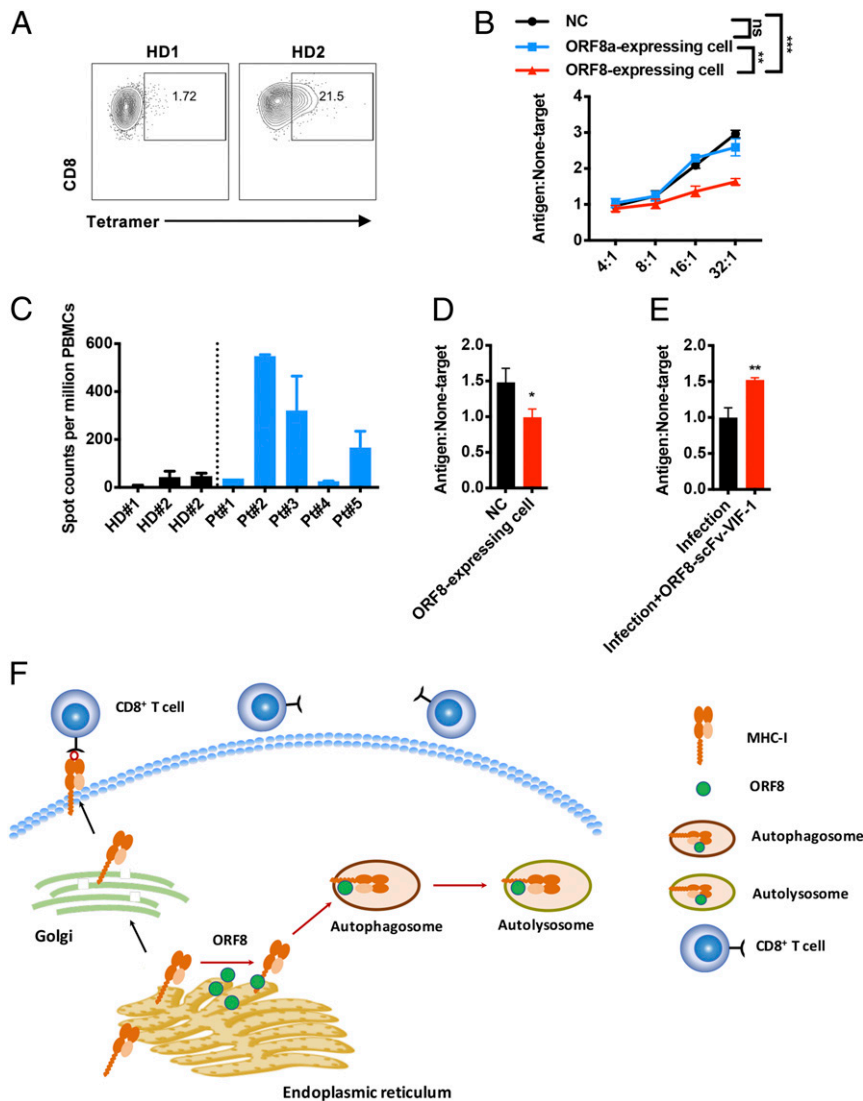 A
HD1
HD2
1.72
21.5
CD8
Tetramer
B
NC
ORF8a-expressing cell
ORF8-expressing cell
ns
**
***
Antigen:None-target
4
3
2
1
0
4:1
8:1
16:1
32:1
C
Spot counts per million PBMCs
600
400
200
0
HD#1
HD#2
HD#2
Pt#1
Pt#2
Pt#3
Pt#4
Pt#5
D
Antigen:None-target
2.0
1.5
1.0
0.5
0.0
*
NC
ORF8-expressing cell
E
Antigen:None-target
2.0
1.5
1.0
0.5
0.0
**
Infection
Infection+ORF8-scFv-VIF-1
F
CD8+ T cell
Golgi
ORF8
Autophagosome
Autolysosome
Endoplasmic reticulum
MHC-I
ORF8
Autophagosome
Autolysosome
CD8+ T cell